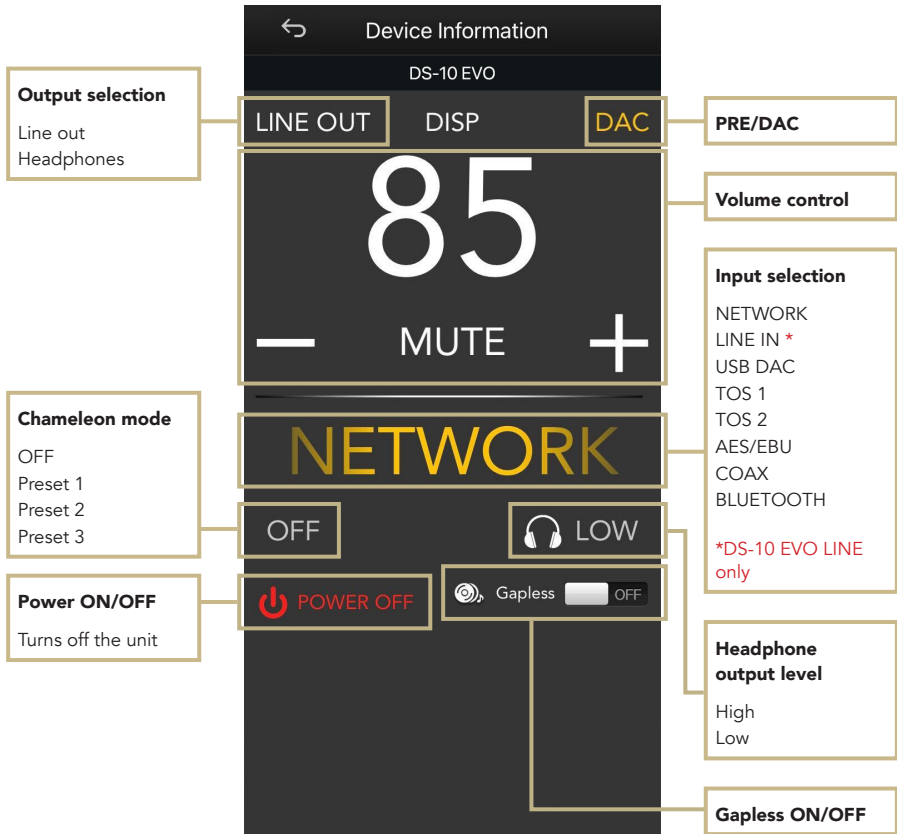 Device Information
DS-10 EVO
Output selection
Line out
Headphones
LINE OUT DISP DAC
PRE/DAC
85
Volume control
MUTE
Input selection
NETWORK
LINE IN *
USB DAC
TOS 1
TOS 2
AES/EBU
COAX
BLUETOOTH
*DS-10 EVO LINE
only
Chameleon mode
OFF
Preset 1
Preset 2
Preset 3
NETWORK
OFF LOW
Power ON/OFF
Turns off the unit
POWER OFF Gapless OFF
Headphone
output level
High
Low
Gapless ON/OFF